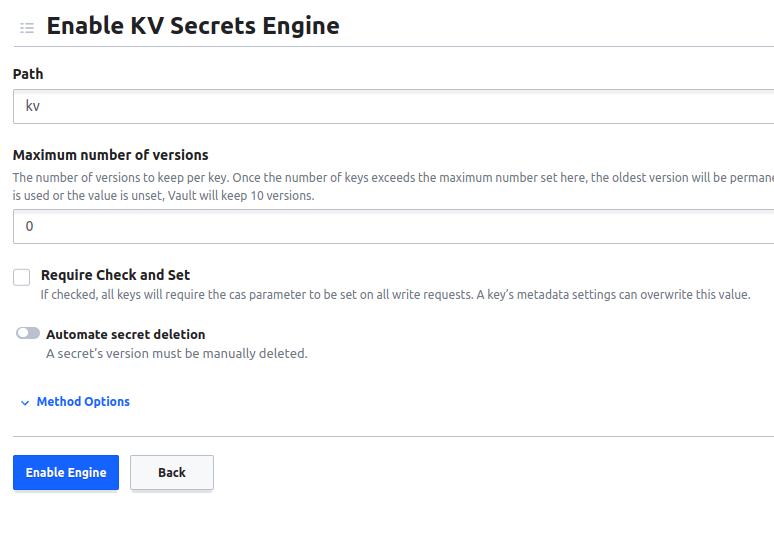 Enable KV Secrets Engine
Path
kv
Maximum number of versions
The number of versions to keep per key. Once the number of keys exceeds the maximum number set here, the oldest version will be
is used or the value is unset, Vault will keep 10 versions.
0
Require Check and Set
If checked, all keys will require the cas parameter to be set on all write requests. A key’s metadata settings can overwrite this value.
Automate secret deletion
A secret’s version must be manually deleted.
Method Options
Enable Engine
Back